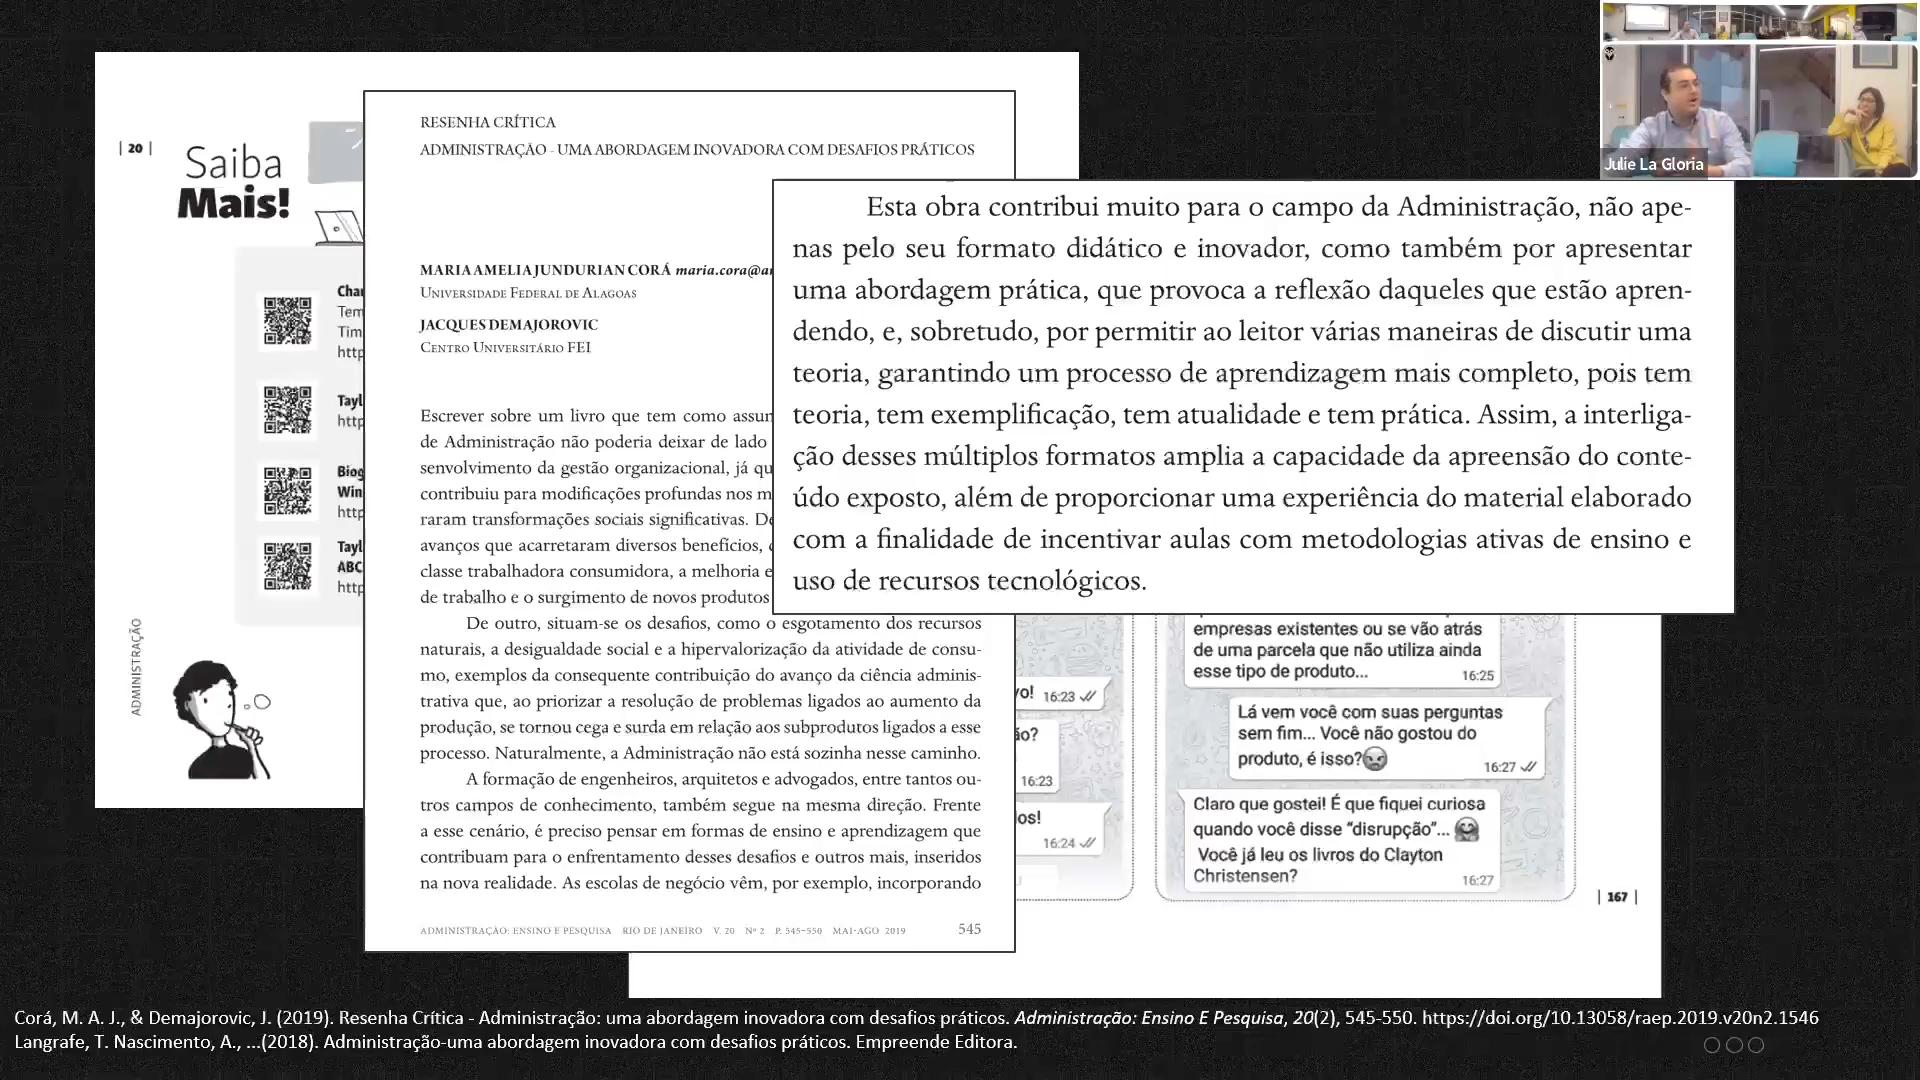 | 20 |
Saiba
Mais!
Char
Tem
Tim
http
Tayl
http
Biog
Win
http
Tayl
ABC
http
ADMINISTRAÇÃO
RESENHA CRÍTICA
ADMINISTRAÇÃO - UMA ABORDAGEM INOVADORA COM DESAFIOS PRÁTICOS
MARIA AMELIA JUNDURIAN CORÁ maria.cora@ar
UNIVERSIDADE FEDERAL DE ALAGOAS
JACQUES DEMAJOROVIC
CENTRO UNIVERSITÁRIO FEI
Escrever sobre um livro que tem como assun
de Administração não poderia deixar de lado
senvolvimento da gestão organizacional, já qu
contribuiu para modificações profundas nos m
raram transformações sociais significativas. De
avanços que acarretaram diversos benefícios, c
classe trabalhadora consumidora, a melhoria e
de trabalho e o surgimento de novos produtos
De outro, situam-se os desafios, como o esgotamento dos recursos
naturais, a desigualdade social e a hipervalorização da atividade de consu-
mo, exemplos da consequente contribuição do avanço da ciência adminis-
trativa que, ao priorizar a resolução de problemas ligados ao aumento da
produção, se tornou cega e surda em relação aos subprodutos ligados a esse
processo. Naturalmente, a Administração não está sozinha nesse caminho.
A formação de engenheiros, arquitetos e advogados, entre tantos ou-
tros campos de conhecimento, também segue na mesma direção. Frente
a esse cenário, é preciso pensar em formas de ensino e aprendizagem que
contribuam para o enfrentamento desses desafios e outros mais, inseridos
na nova realidade. As escolas de negócio vêm, por exemplo, incorporando
ADMINISTRAÇÃO: ENSINO E PESQUISA RIO DE JANEIRO V. 20 Nº 2 P. 545–550 MAI-AGO 2019 545
Esta obra contribui muito para o campo da Administração, não ape-
nas pelo seu formato didático e inovador, como também por apresentar
uma abordagem prática, que provoca a reflexão daqueles que estão apren-
dendo, e, sobretudo, por permitir ao leitor várias maneiras de discutir uma
teoria, garantindo um processo de aprendizagem mais completo, pois tem
teoria, tem exemplificação, tem atualidade e tem prática. Assim, a interliga-
ção desses múltiplos formatos amplia a capacidade da apreensão do conte-
údo exposto, além de proporcionar uma experiência do material elaborado
com a finalidade de incentivar aulas com metodologias ativas de ensino e
uso de recursos tecnológicos.
vo! 16:23
ão?
16:23
os!
16:24
empresas existentes ou se vão atrás
de uma parcela que não utiliza ainda
esse tipo de produto...
16:25
Lá vem você com suas perguntas
sem fim... Você não gostou do
produto, é isso?😠
16:27
Claro que gostei! É que fiquei curiosa
quando você disse “disrupção”... 🤗
Você já leu os livros do Clayton
Christensen?
16:27
| 167 |
Julie La Gloria
Corá, M. A. J., & Demajorovic, J. (2019). Resenha Crítica - Administração: uma abordagem inovadora com desafios práticos. Administração: Ensino E Pesquisa, 20(2), 545-550. https://doi.org/10.13058/raep.2019.v20n2.1546
Langrafe, T. Nascimento, A., ...(2018). Administração-uma abordagem inovadora com desafios práticos. Empreende Editora.